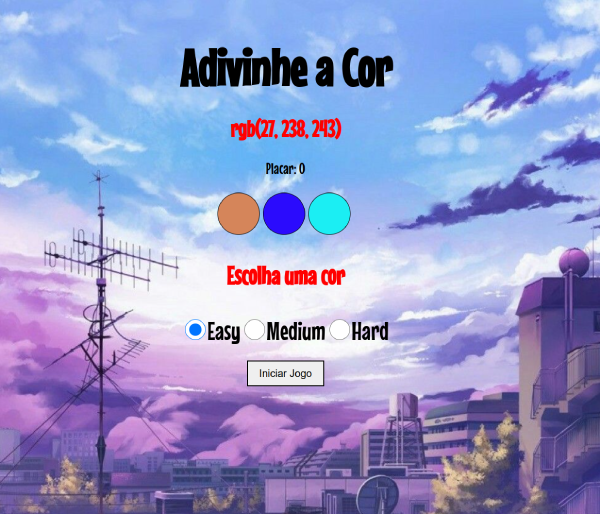 Adivinhe a Cor
rgb(27, 238, 243)
Placar: 0
Escolha uma cor
Easy Medium Hard
Iniciar Jogo